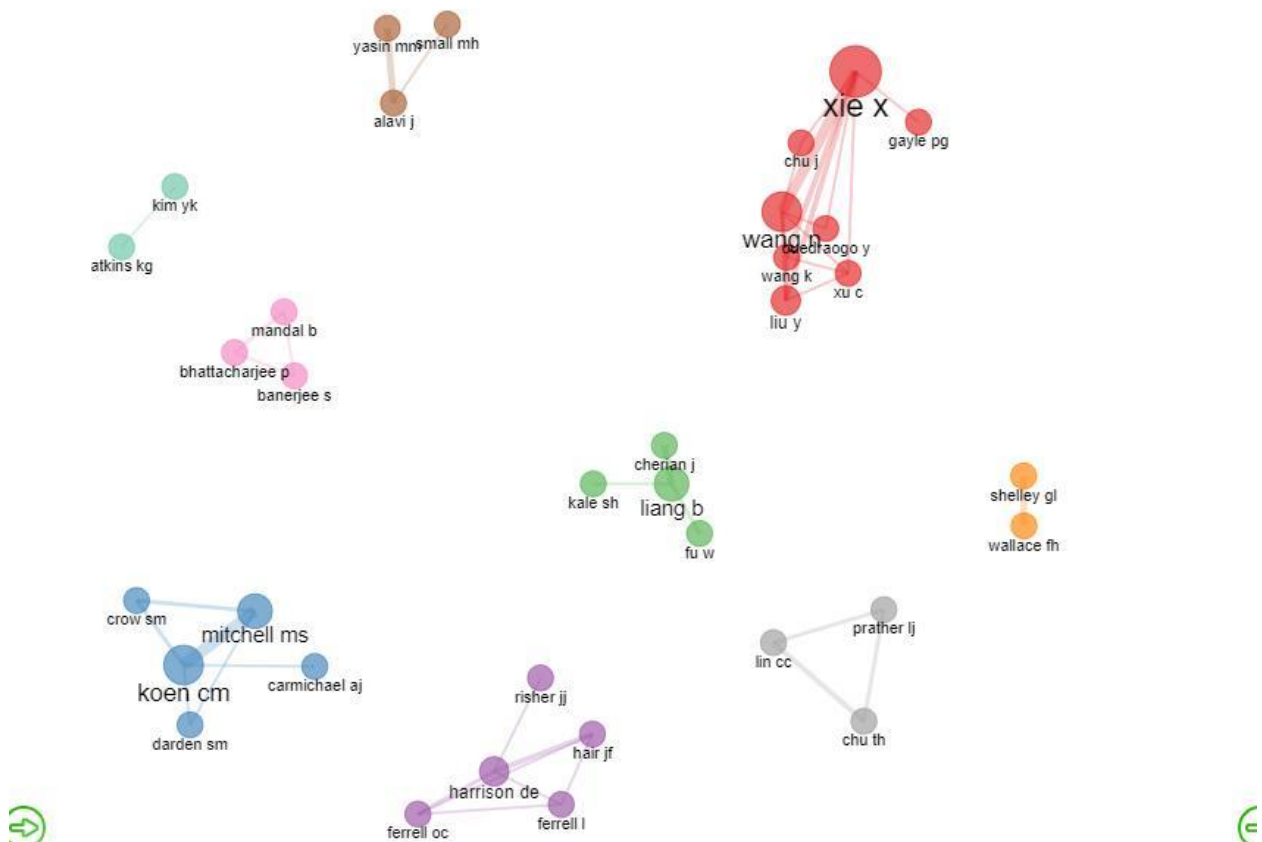 yasin mm
small mh
alavi j
xie x
gayle pg
chu j
kim yk
wang n
ouedraogo y
atkins kg
wang k
xu c
liu y
mandal b
bhattacharjee p
banerjee s
cherian j
kale sh
liang b
shelley gl
fu w
wallace fh
crow sm
mitchell ms
prather lj
lin cc
carmichael aj
koen cm
risher jj
darden sm
chu th
hair jf
harrison de
ferrell l
ferrell oc